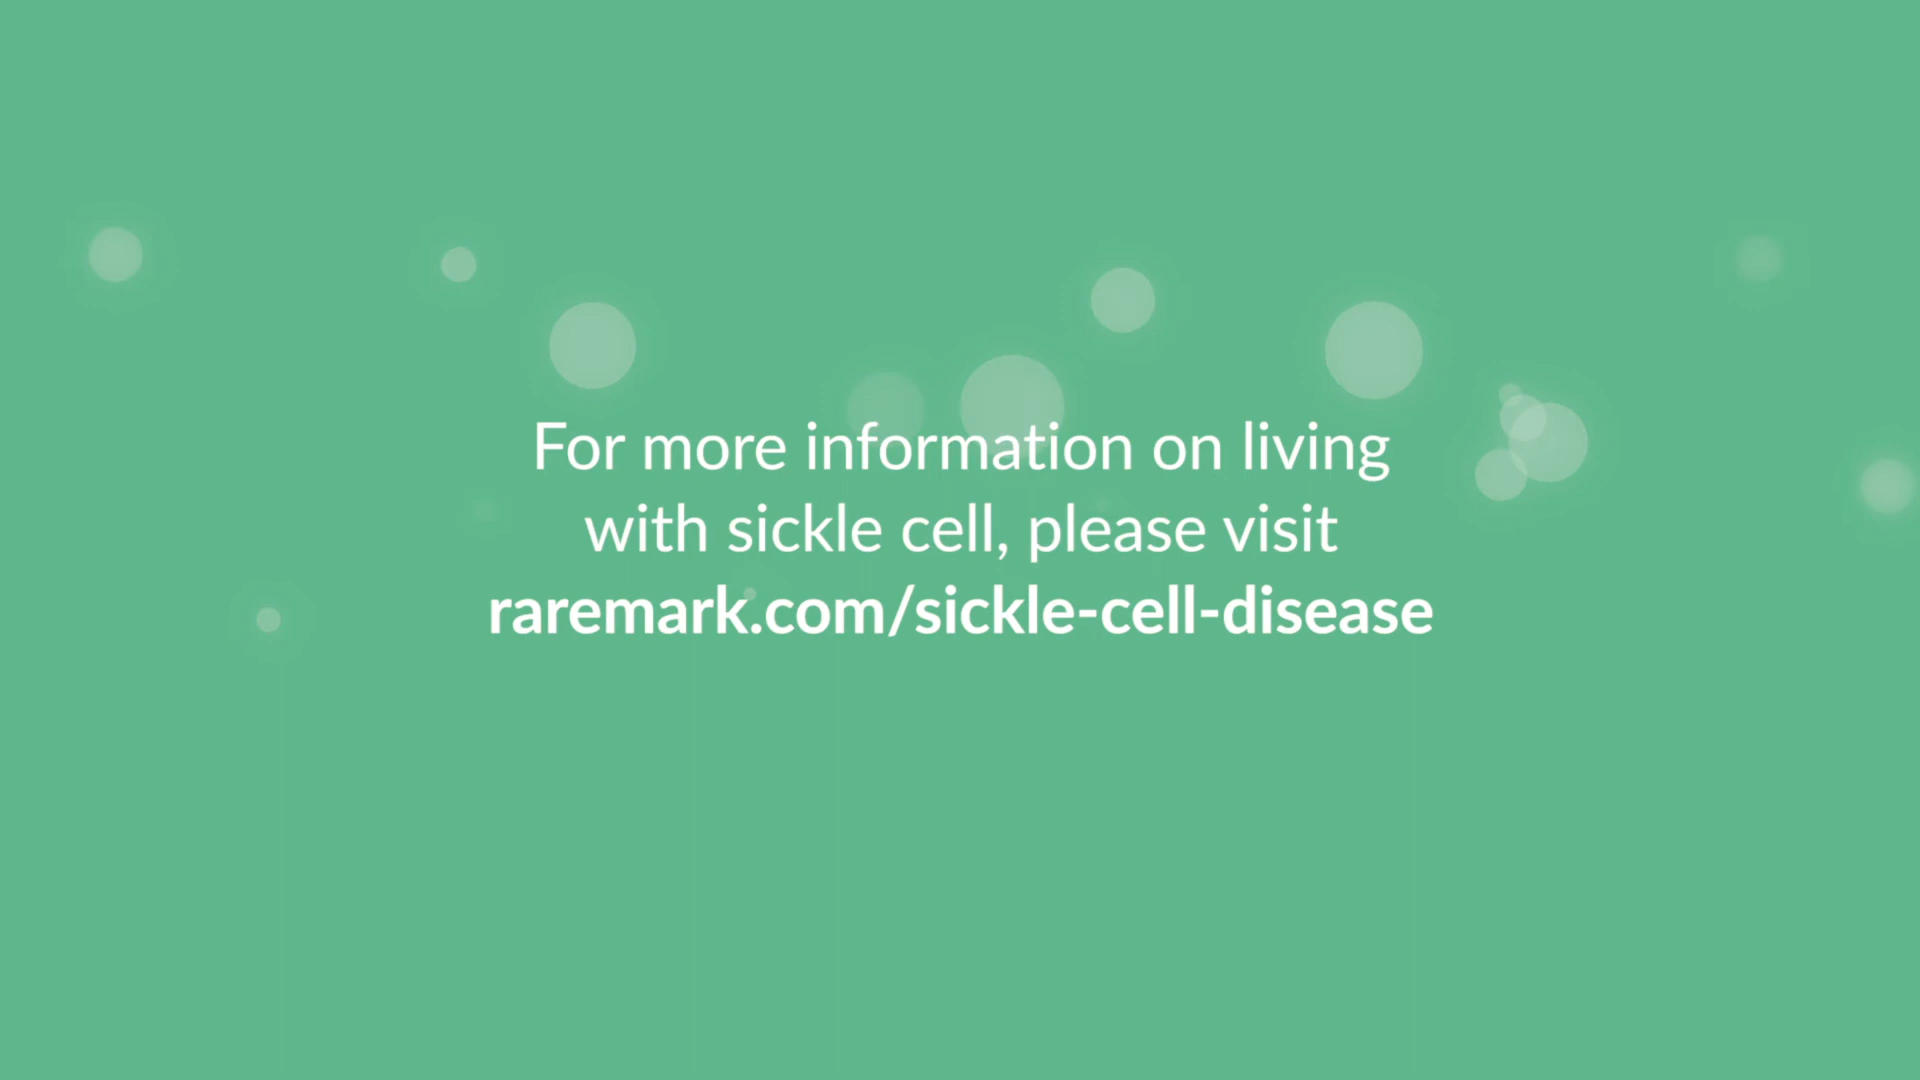 For more information on living
with sickle cell, please visit
raremark.com/sickle-cell-disease